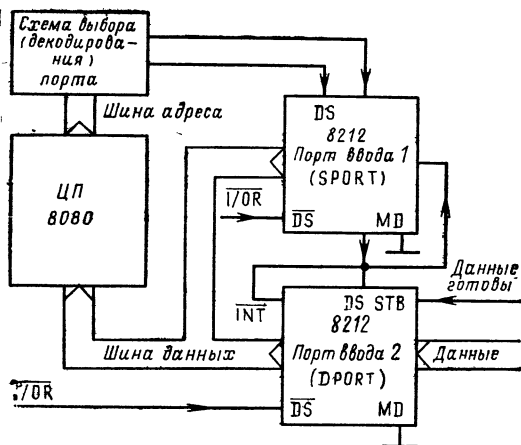 Схема выбора
(декодирова-
ния)
порта
Шина адреса
ЦП
8080
DS
8212
Порт ввода 1
(SPORT)
I/OR
DS
MD
Данные
готовы
INT
DS STB
8212
Шина данных
Порт ввода 2
(DPORT)
Данные
I/OR
DS
MD